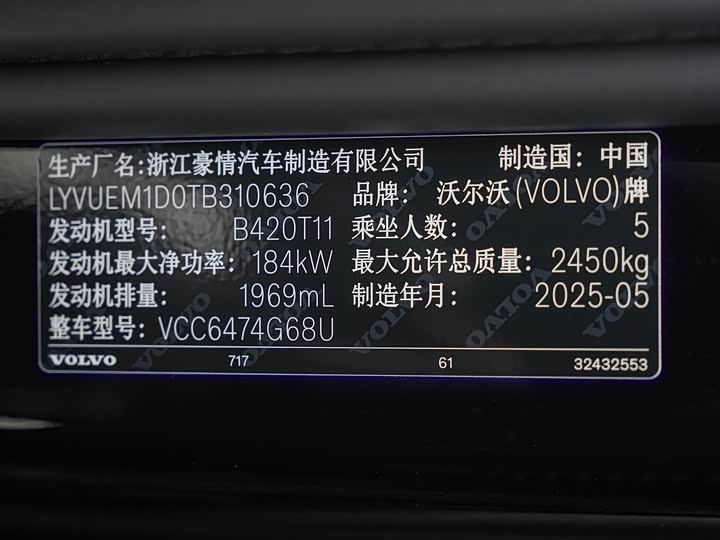 生产厂名:浙江豪情汽车制造有限公司 制造国:中国
LYVUEM1D0TB310636 品牌:沃尔沃(VOLVO)牌
发动机型号: B420T11 乘坐人数: 5
发动机最大净功率:184kW 最大允许总质量:2450kg
发动机排量: 1969mL 制造年月: 2025-05
整车型号:VCC6474G68U
VOLVO 717 61 32432553